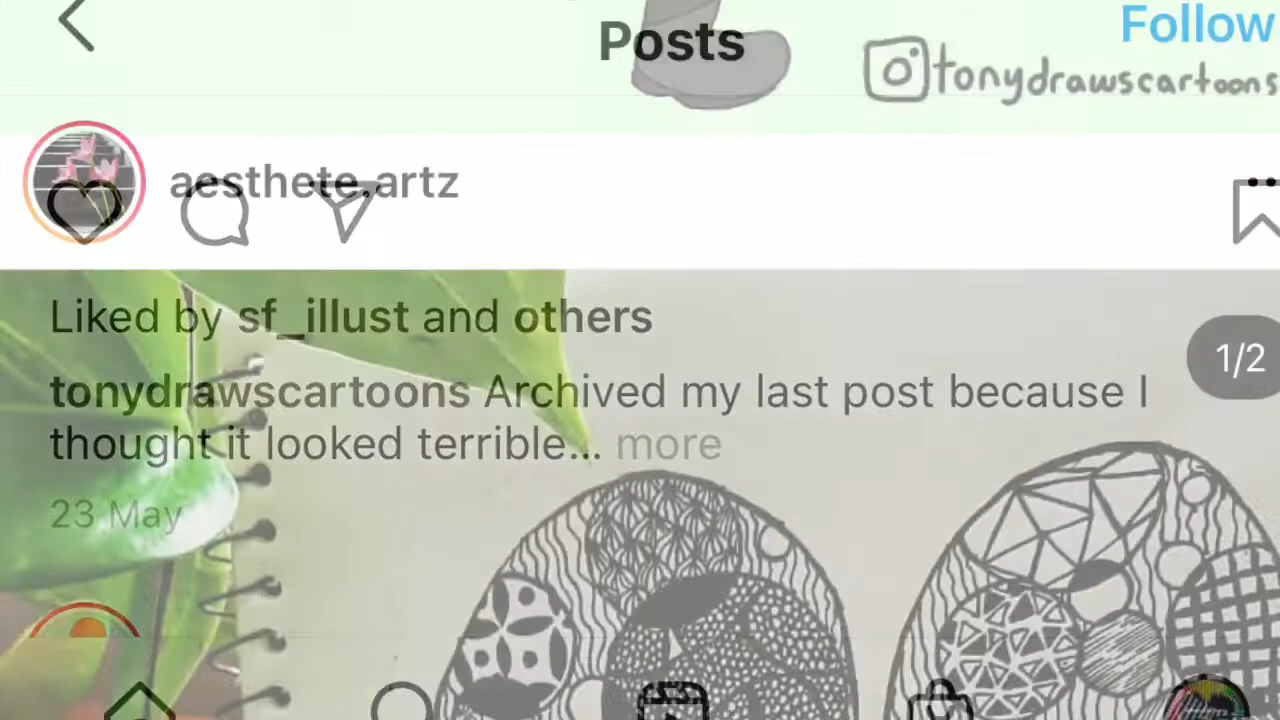 Posts
Follow
tonydrawscartoons
aesthete.artz
Liked by sf_illust and others
1/2
tonydrawscartoons Archived my last post because I
thought it looked terrible... more
23 May